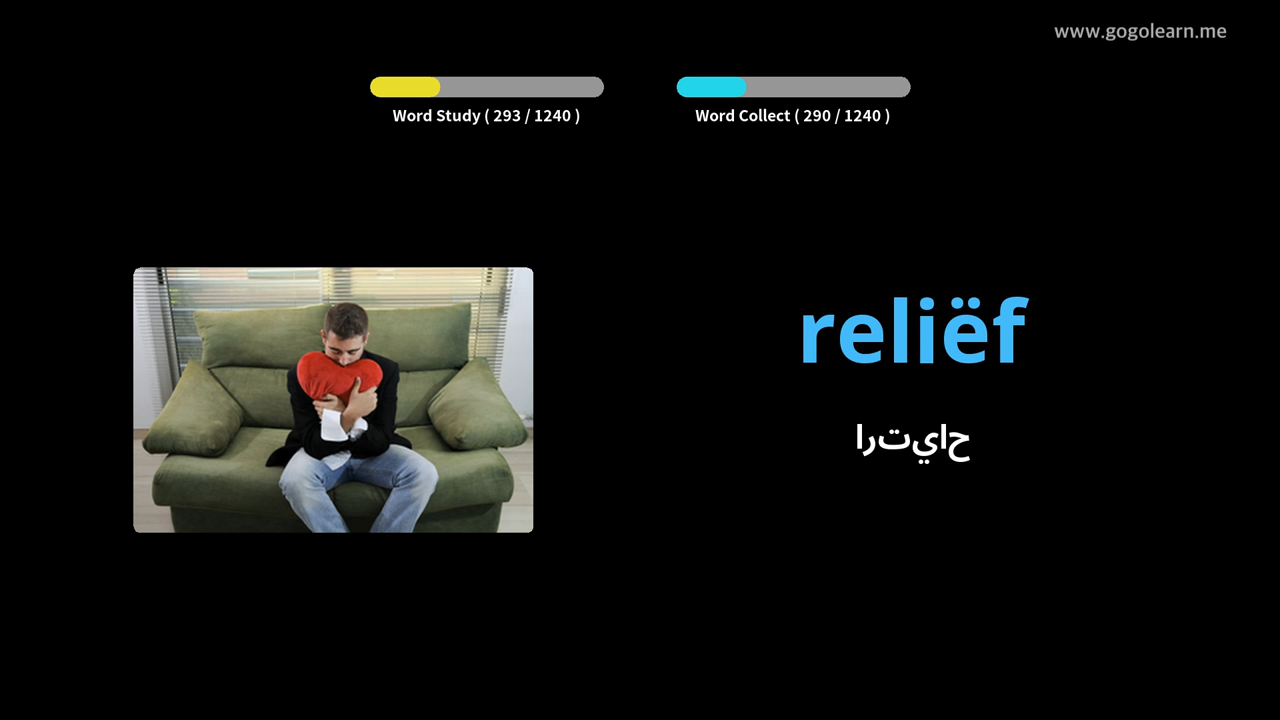 www.gogolearn.me
Word Study ( 293 / 1240 )
Word Collect ( 290 / 1240 )
reliëf
حايترا